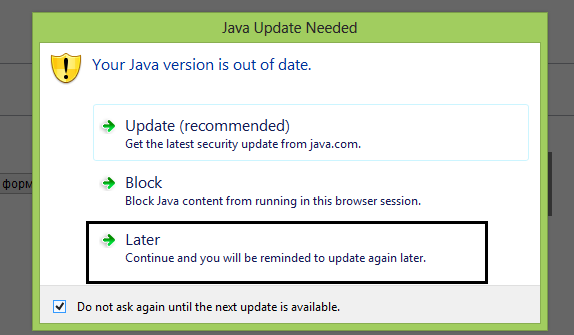 Java Update Needed
Your Java version is out of date.
Update (recommended)
Get the latest security update from java.com.
Block
Block Java content from running in this browser session.
форм
Later
Continue and you will be reminded to update again later.
Do not ask again until the next update is available.